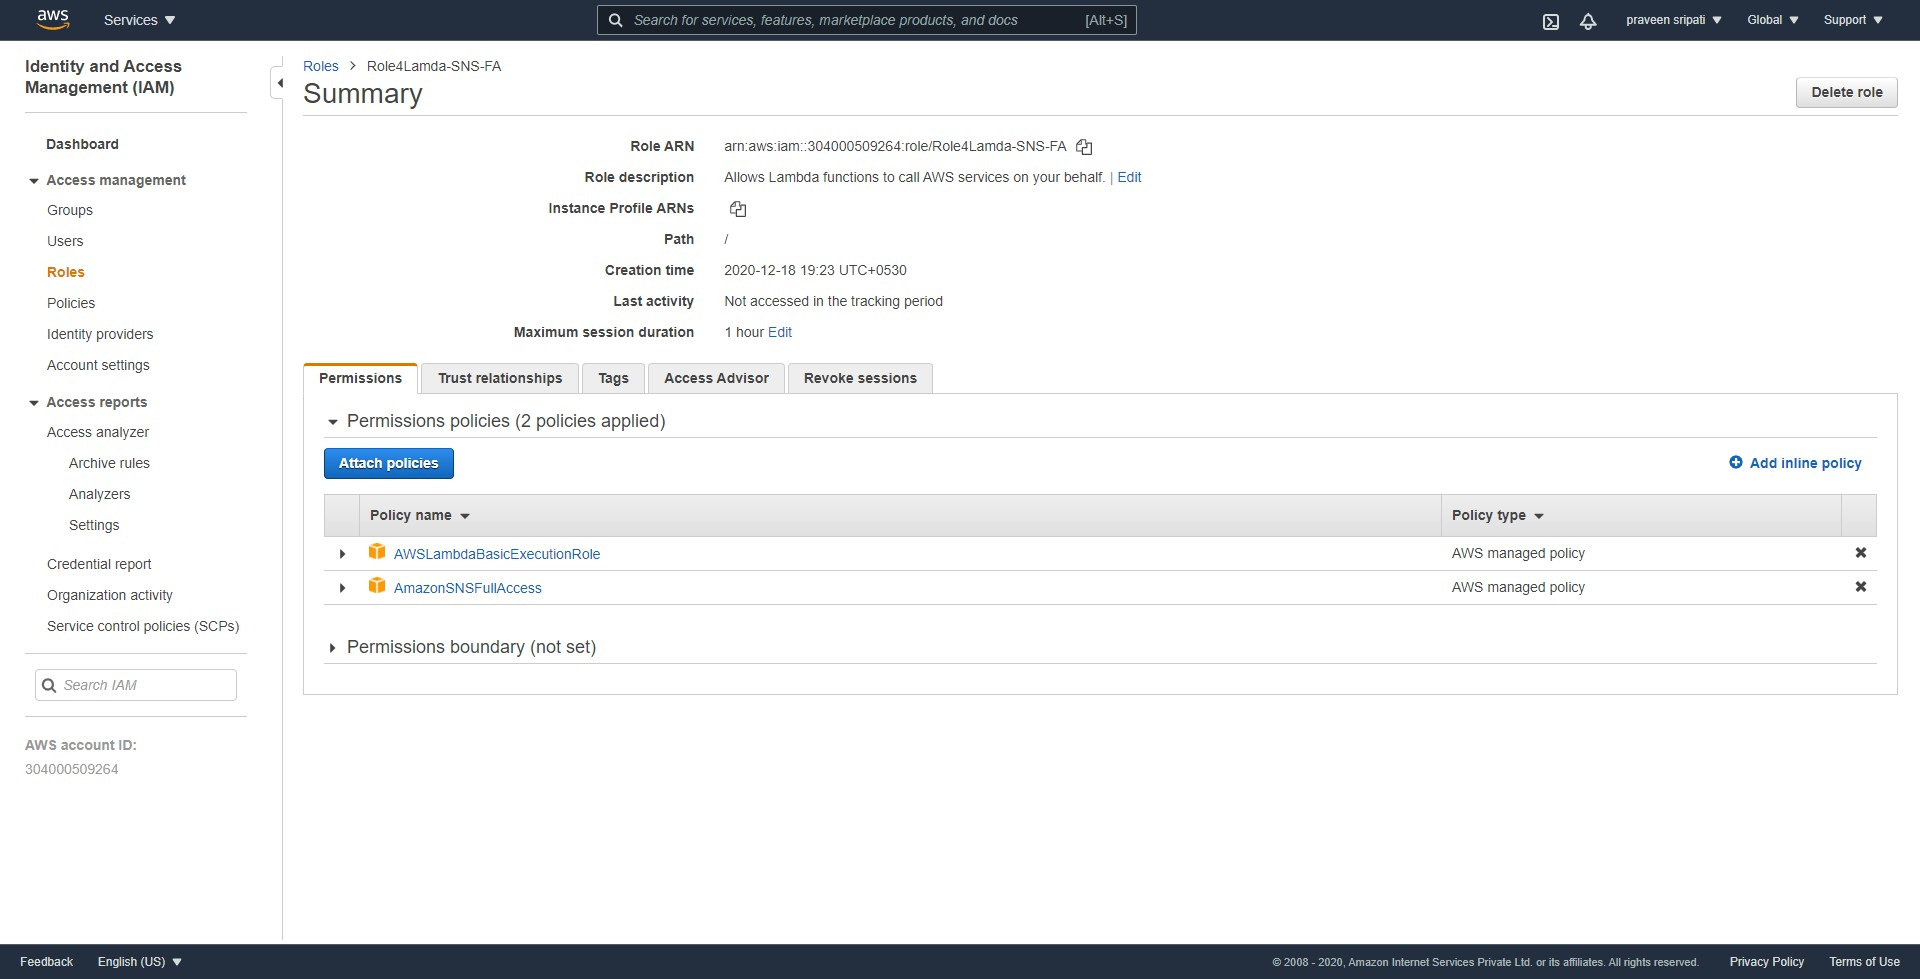 aws Services Search for services, features, marketplace products, and docs [Alt+S] praveen sripati Global Support
Identity and Access
Management (IAM)
Dashboard
Access management
Groups
Users
Roles
Policies
Identity providers
Account settings
Access reports
Access analyzer
Archive rules
Analyzers
Settings
Credential report
Organization activity
Service control policies (SCPs)
Search IAM
AWS account ID:
304000509264
Roles > Role4Lamda-SNS-FA
Summary
Delete role
Role ARN arn:aws:iam::304000509264:role/Role4Lamda-SNS-FA
Role description Allows Lambda functions to call AWS services on your behalf. | Edit
Instance Profile ARNs
Path /
Creation time 2020-12-18 19:23 UTC+0530
Last activity Not accessed in the tracking period
Maximum session duration 1 hour Edit
Permissions Trust relationships Tags Access Advisor Revoke sessions
Permissions policies (2 policies applied)
Attach policies Add inline policy
Policy name Policy type
AWSLambdaBasicExecutionRole AWS managed policy
AmazonSNSFullAccess AWS managed policy
Permissions boundary (not set)
Feedback English (US) © 2008 - 2020, Amazon Internet Services Private Ltd. or its affiliates. All rights reserved. Privacy Policy Terms of Use